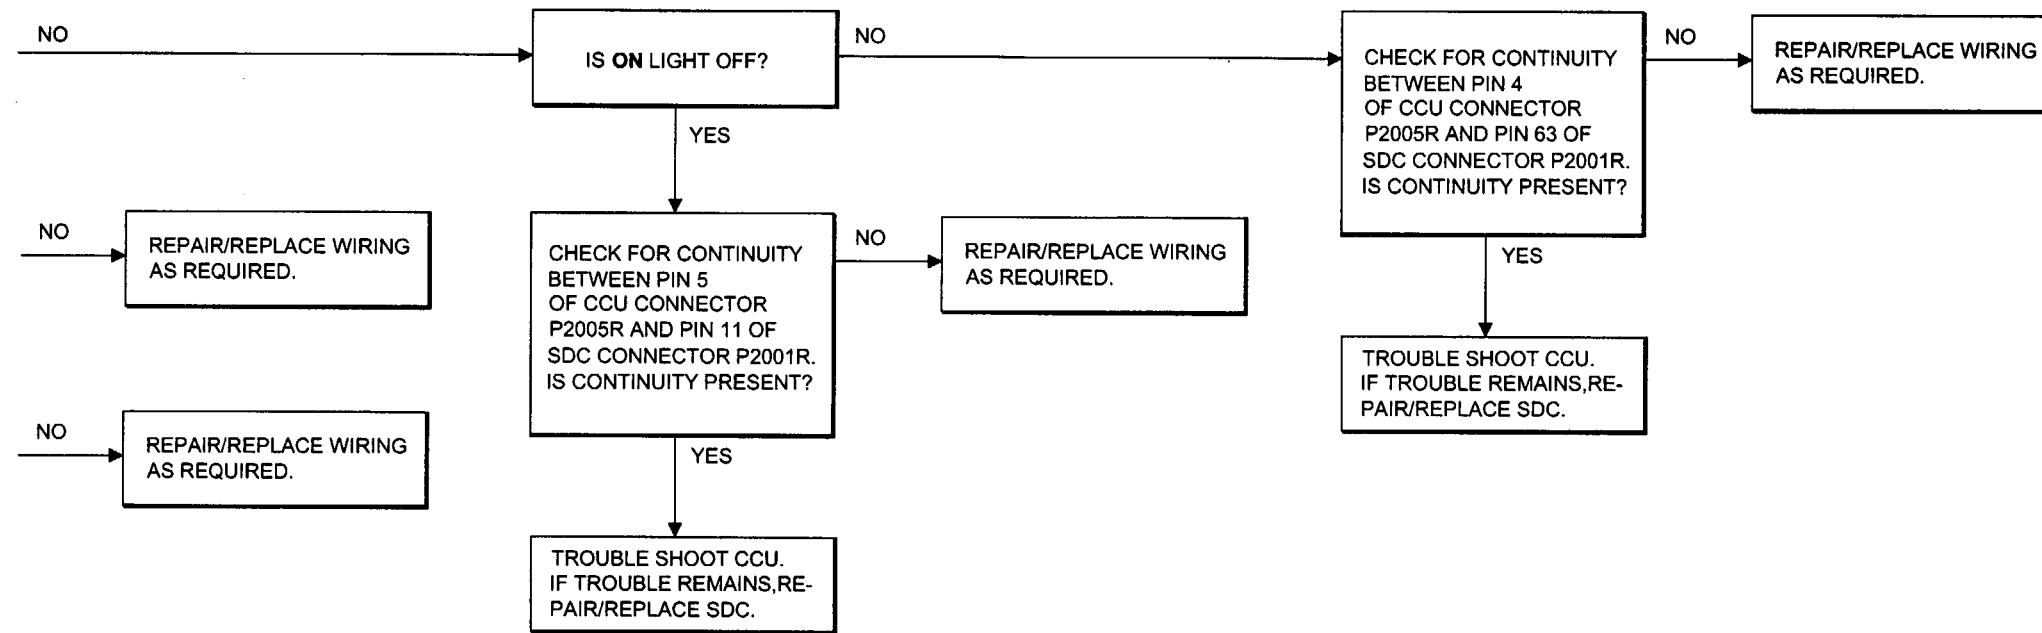 NO
IS ON LIGHT OFF?
NO
CHECK FOR CONTINUITY
BETWEEN PIN 4
OF CCU CONNECTOR
P2005R AND PIN 63 OF
SDC CONNECTOR P2001R.
IS CONTINUITY PRESENT?
NO
REPAIR/REPLACE WIRING
AS REQUIRED.
YES
NO
REPAIR/REPLACE WIRING
AS REQUIRED.
CHECK FOR CONTINUITY
BETWEEN PIN 5
OF CCU CONNECTOR
P2005R AND PIN 11 OF
SDC CONNECTOR P2001R.
IS CONTINUITY PRESENT?
NO
REPAIR/REPLACE WIRING
AS REQUIRED.
YES
TROUBLE SHOOT CCU.
IF TROUBLE REMAINS,RE-
PAIR/REPLACE SDC.
NO
REPAIR/REPLACE WIRING
AS REQUIRED.
YES
TROUBLE SHOOT CCU.
IF TROUBLE REMAINS,RE-
PAIR/REPLACE SDC.